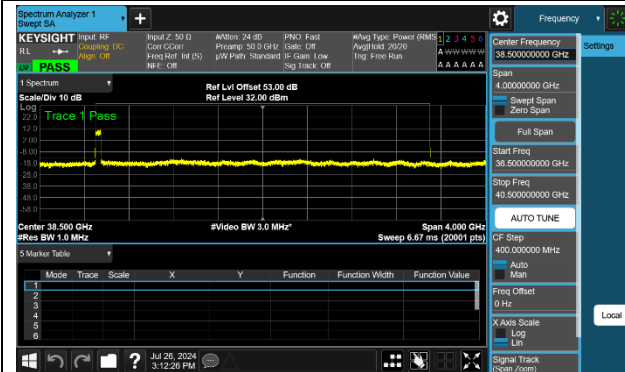 Spectrum Analyzer 1
Swept SA
+
Frequency
KEYSIGHT
RL
PASS
Input: RF
Coupling: DC
Align: Off
Input Z: 50 Ω
Corr CCorr
Freq Ref: Int (S)
NFE: Off
#Atten: 24 dB
Preamp: 50.0 GHz
µW Path: Standard
PNO: Fast
Gate: Off
IF Gain: Low
Sig Track: Off
#Avg Type: Power (RMS
Avg|Hold: 20/20
Trig: Free Run
1 2 3 4 5 6
A W W W W W
A A A A A A
1 Spectrum
Scale/Div 10 dB
Ref Lvl Offset 53.00 dB
Ref Level 32.00 dBm
Log
Trace 1 Pass
22.0
12.0
2.00
-8.00
-18.0
-28.0
-38.0
-48.0
-58.0
Center 38.500 GHz
#Video BW 3.0 MHz*
Span 4.000 GHz
#Res BW 1.0 MHz
Sweep 6.67 ms (20001 pts)
5 Marker Table
Mode Trace Scale X Y Function Function Width Function Value
1
2
3
4
5
6
Jul 26, 2024
3:12:26 PM
Center Frequency
38.500000000 GHz
Settings
Span
4.00000000 GHz
Swept Span
Zero Span
Full Span
Start Freq
36.500000000 GHz
Stop Freq
40.500000000 GHz
AUTO TUNE
CF Step
400.000000 MHz
Auto
Man
Freq Offset
0 Hz
X Axis Scale
Log
Lin
Local
Signal Track
(Span Zoom)